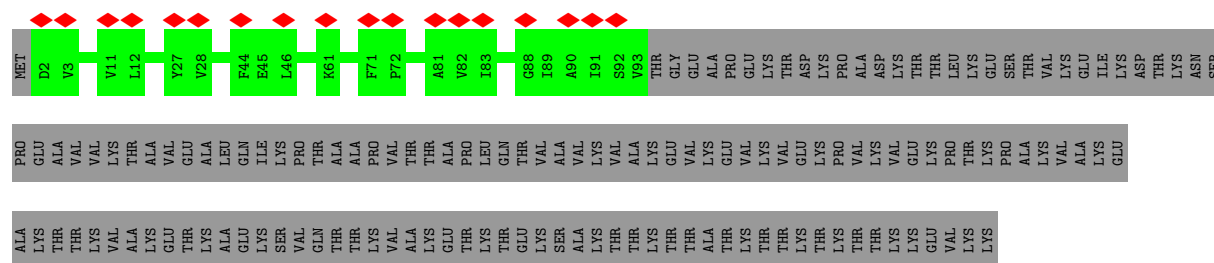 MET D2 V3 V11 L12 Y27 V28 F44 E45 L46 K61 F71 P72 A81 V82 I83 G88 I89 A90 I91 S92 V93 THR GLY GLU ALA PRO GLU LYS THR ASP LYS PRO ALA ASP LYS THR THR LEU LYS GLU SER THR VAL LYS GLU ILE LYS ASP THR LYS ASN SER
PRO GLU ALA VAL VAL LYS THR ALA VAL GLU ALA LEU GLN ILE LYS PRO THR ALA ALA PRO VAL THR THR ALA PRO LEU GLN THR VAL ALA VAL LYS VAL ALA LYS GLU VAL LYS GLU VAL LYS VAL GLU LYS PRO VAL LYS VAL GLU LYS PRO THR LYS PRO ALA LYS VAL ALA LYS GLU
ALA LYS THR THR LYS VAL ALA LYS GLU THR LYS ALA GLU LYS SER VAL GLN THR THR LYS VAL ALA LYS GLU THR LYS THR GLU LYS SER ALA LYS THR THR LYS THR THR ALA THR LYS THR THR LYS THR LYS THR THR LYS LYS GLU VAL LYS LYS